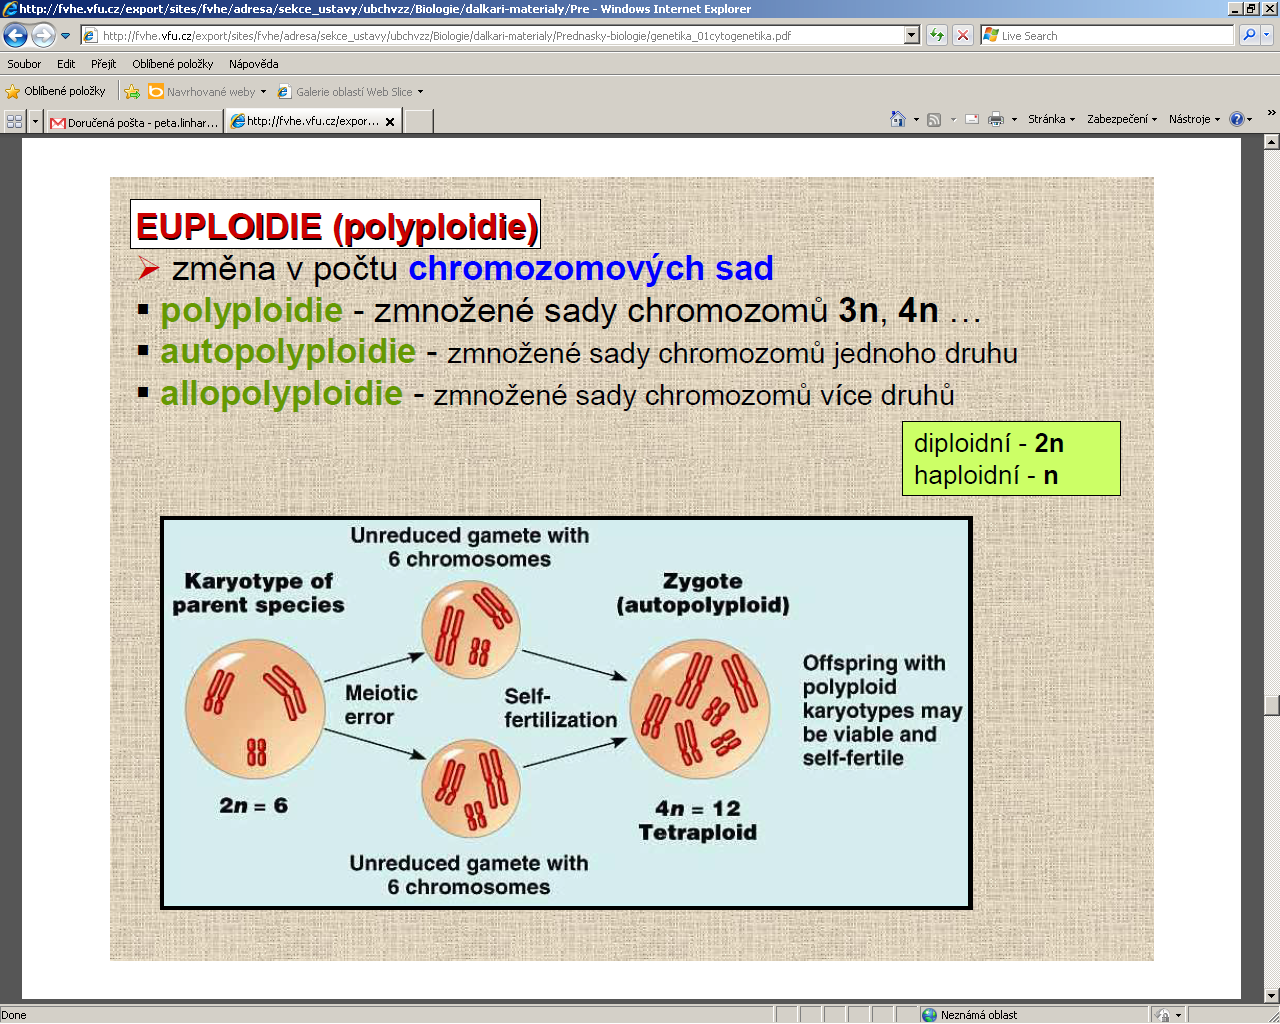 http://fvhe.vfu.cz/export/sites/fvhe/adresa/sekce_ustavy/ubchvzz/Biologie/dalkari-materialy/Pre - Windows Internet Explorer
http://fvhe.vfu.cz/export/sites/fvhe/adresa/sekce_ustavy/ubchvzz/Biologie/dalkari-materialy/Prednasky-biologie/genetika_01cytogenetika.pdf
Live Search
Soubor Edit Přejít Oblíbené položky Nápověda
Oblíbené položky Navrhované weby Galerie oblastí Web Slice
Doručená pošta - peta.linhar... http://fvhe.vfu.cz/expor... Stránka Zabezpečení Nástroje
EUPLOIDIE (polyploidie)
změna v počtu chromozomových sad
polyploidie - zmnožené sady chromozomů 3n, 4n ...
autopolyploidie - zmnožené sady chromozomů jednoho druhu
allopolyploidie - zmnožené sady chromozomů více druhů
diploidní - 2n
haploidní - n
Unreduced gamete with
6 chromosomes
Karyotype of
parent species
Zygote
(autopolyploid)
Meiotic
error
Self-
fertilization
Offspring with
polyploid
karyotypes may
be viable and
self-fertile
2n = 6
4n = 12
Tetraploid
Unreduced gamete with
6 chromosomes
Done Neznámá oblast